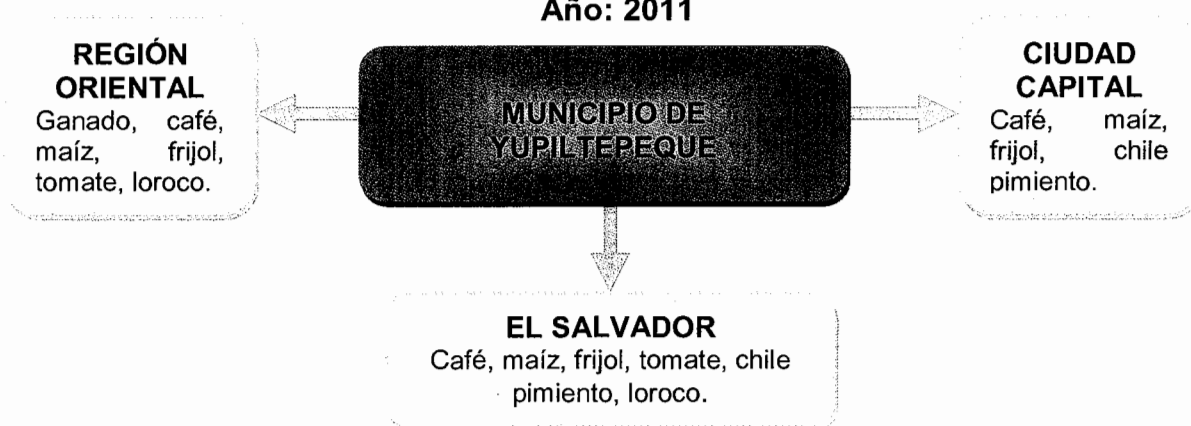 Año: 2011
REGIÓN
ORIENTAL
Ganado, café,
maíz, frijol,
tomate, loroco.
MUNICIPIO DE
YUPILTEPEQUE
CIUDAD
CAPITAL
Café, maíz,
frijol, chile
pimiento.
EL SALVADOR
Café, maíz, frijol, tomate, chile
pimiento, loroco.